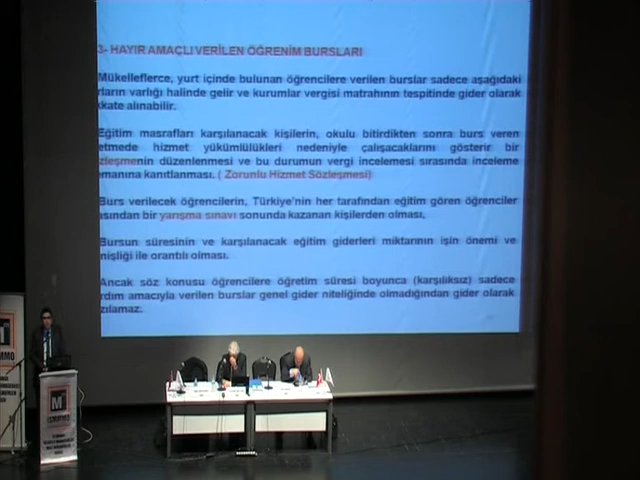 3- HAYIR AMAÇLI VERİLEN ÖĞRENİM BURSLARI
Mükelleflerce, yurt içinde bulunan öğrencilere verilen burslar sadece aşağıdaki
rtların varlığı halinde gelir ve kurumlar vergisi matrahının tespitinde gider olarak
kkate alınabilir.
Eğitim masrafları karşılanacak kişilerin, okulu bitirdikten sonra burs veren
etmede hizmet yükümlülükleri nedeniyle çalışacaklarını gösterir bir
zleşmenin düzenlenmesi ve bu durumun vergi incelemesi sırasında inceleme
emanına kanıtlanması. ( Zorunlu Hizmet Sözleşmesi)
Burs verilecek öğrencilerin, Türkiye'nin her tarafından eğitim gören öğrenciler
asından bir yarışma sınavı sonunda kazanan kişilerden olması,
Bursun süresinin ve karşılanacak eğitim giderleri miktarının işin önemi ve
nişliği ile orantılı olması.
Ancak söz konusu öğrencilere öğretim süresi boyunca (karşılıksız) sadece
rdım amacıyla verilen burslar genel gider niteliğinde olmadığından gider olarak
zılamaz.